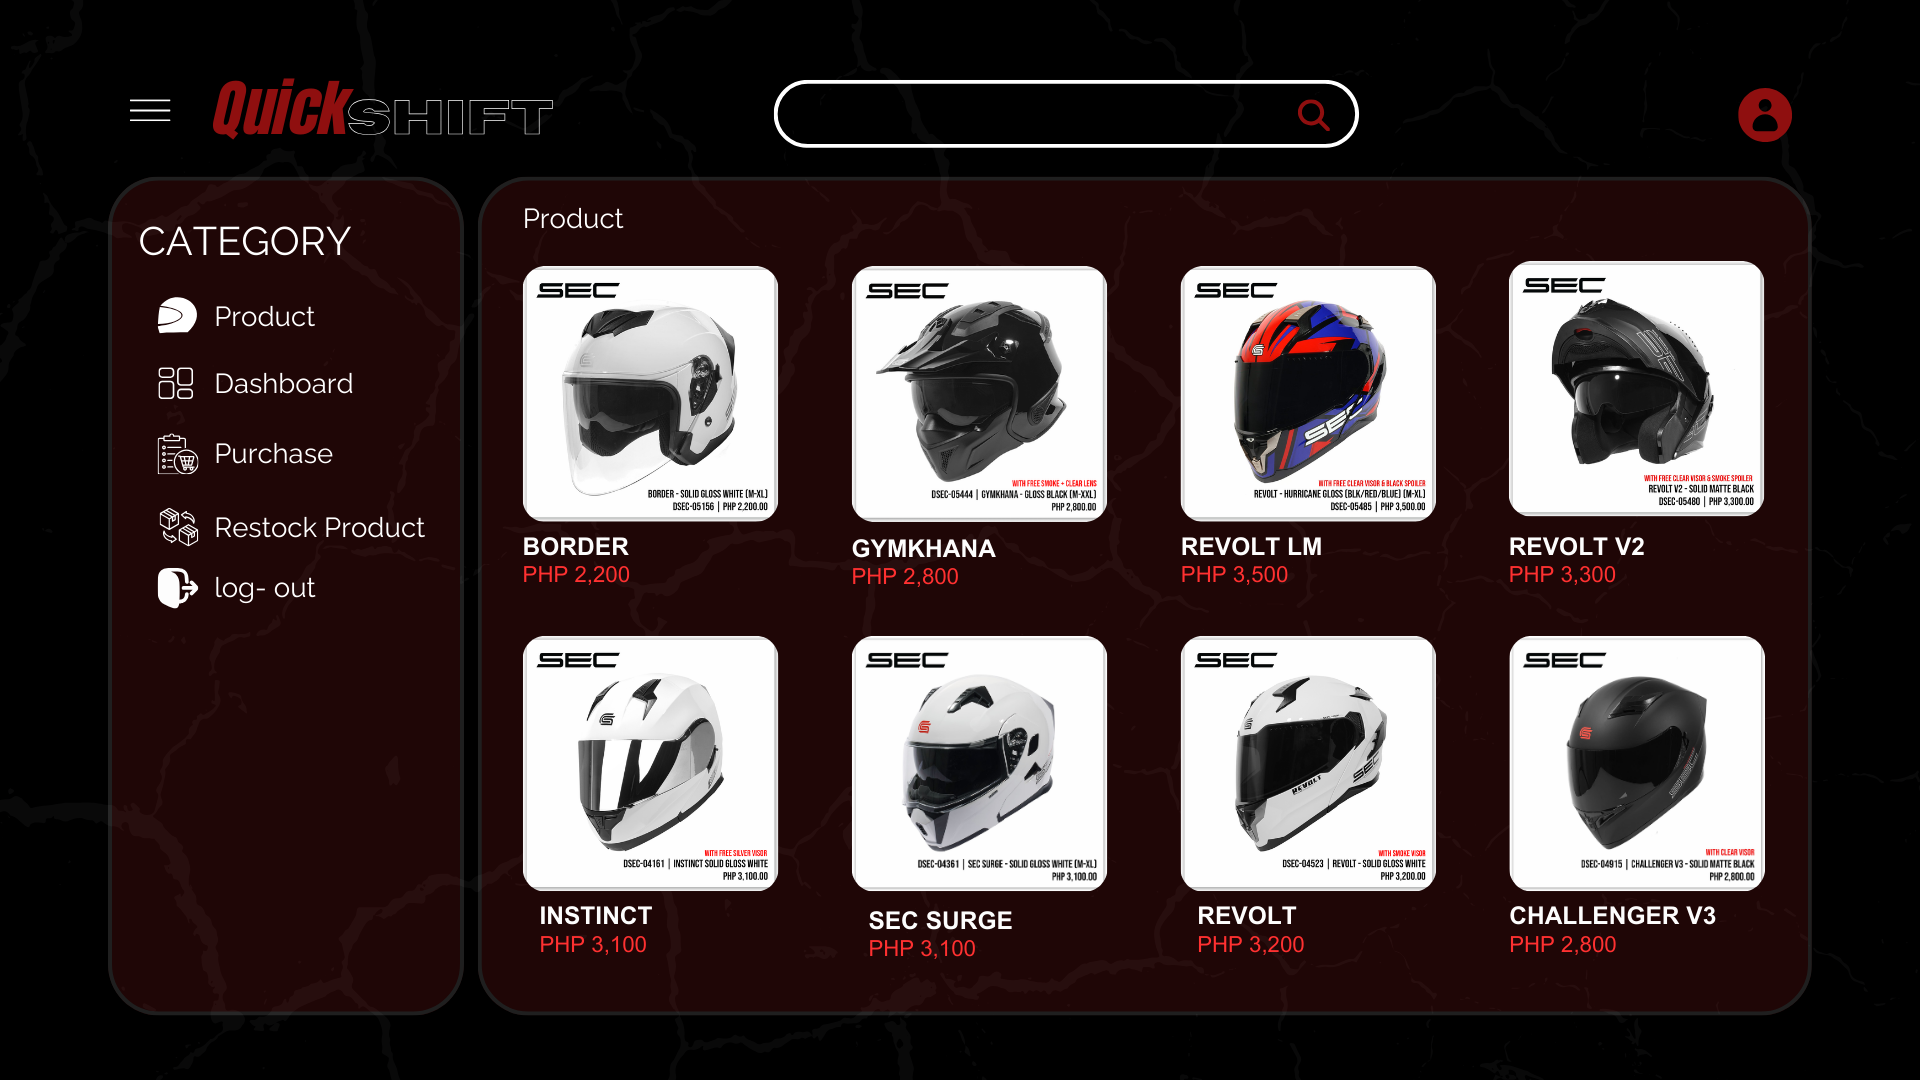 QuickSHIFT
CATEGORY
Product
Dashboard
Purchase
Restock Product
log- out
Product
SEC
BORDER - SOLID GLOSS WHITE (M-XL)
DSEC-05156 | PHP 2,200.00
BORDER
PHP 2,200
SEC
WITH FREE SMOKE + CLEAR LENS
DSEC-05444 | GYMKHANA - GLOSS BLACK (M-XXL)
PHP 2,800.00
GYMKHANA
PHP 2,800
SEC
SEC
WITH FREE CLEAR VISOR & BLACK SPOILER
REVOLT - HURRICANE GLOSS (BLK/RED/BLUE) (M-XL)
DSEC-05485 | PHP 3,500.00
REVOLT LM
PHP 3,500
SEC
WITH FREE CLEAR VISOR & SMOKE SPOILER
REVOLT V2 - SOLID MATTE BLACK
DSEC-05480 | PHP 3,300.00
REVOLT V2
PHP 3,300
SEC
WITH FREE SILVER VISOR
DSEC-04161 | INSTINCT SOLID GLOSS WHITE
PHP 3,100.00
INSTINCT
PHP 3,100
SEC
DSEC-04361 | SEC SURGE - SOLID GLOSS WHITE (M-XL)
PHP 3,100.00
SEC SURGE
PHP 3,100
SEC
SEC
REVOLT
WITH SMOKE VISOR
DSEC-04523 | REVOLT - SOLID GLOSS WHITE
PHP 3,200.00
REVOLT
PHP 3,200
SEC
WITH CLEAR VISOR
DSEC-04915 | CHALLENGER V3 - SOLID MATTE BLACK
PHP 2,800.00
CHALLENGER V3
PHP 2,800